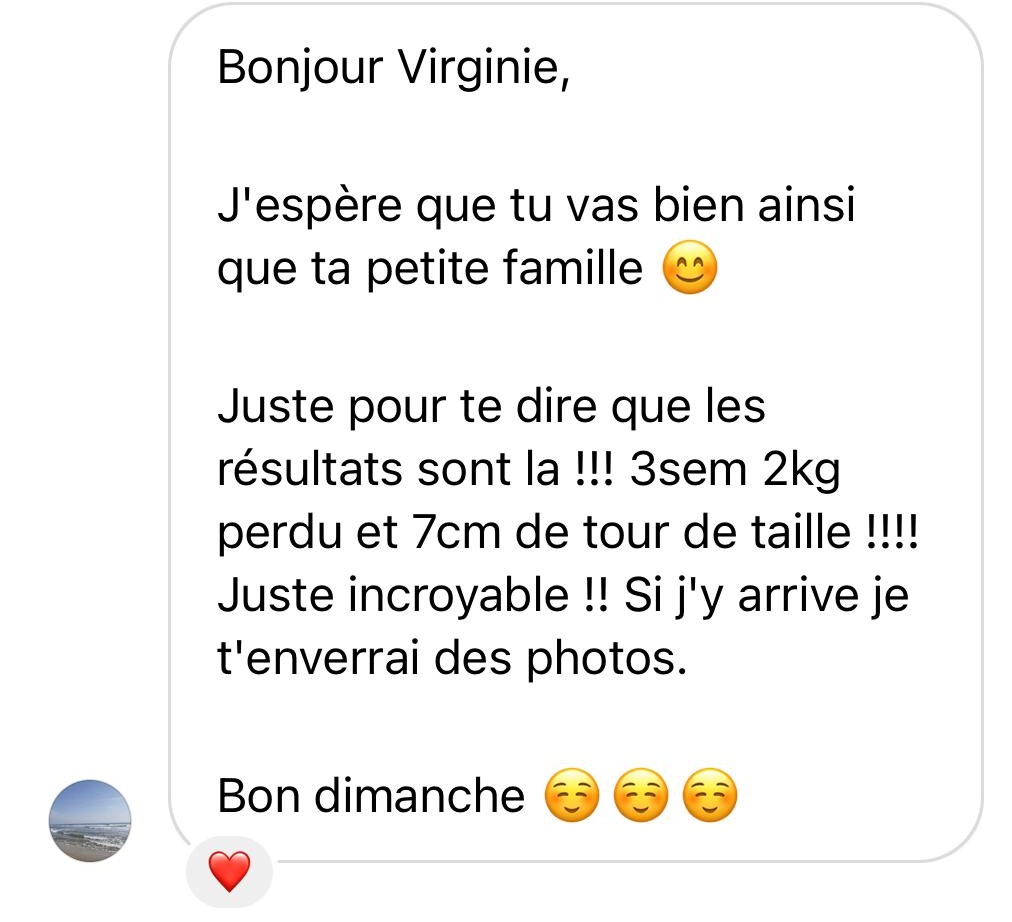 Bonjour Virginie,
J'espère que tu vas bien ainsi
que ta petite famille 😊
Juste pour te dire que les
résultats sont la !!! 3sem 2kg
perdu et 7cm de tour de taille !!!!
Juste incroyable !! Si j'y arrive je
t'enverrai des photos.
Bon dimanche ☺️☺️☺️